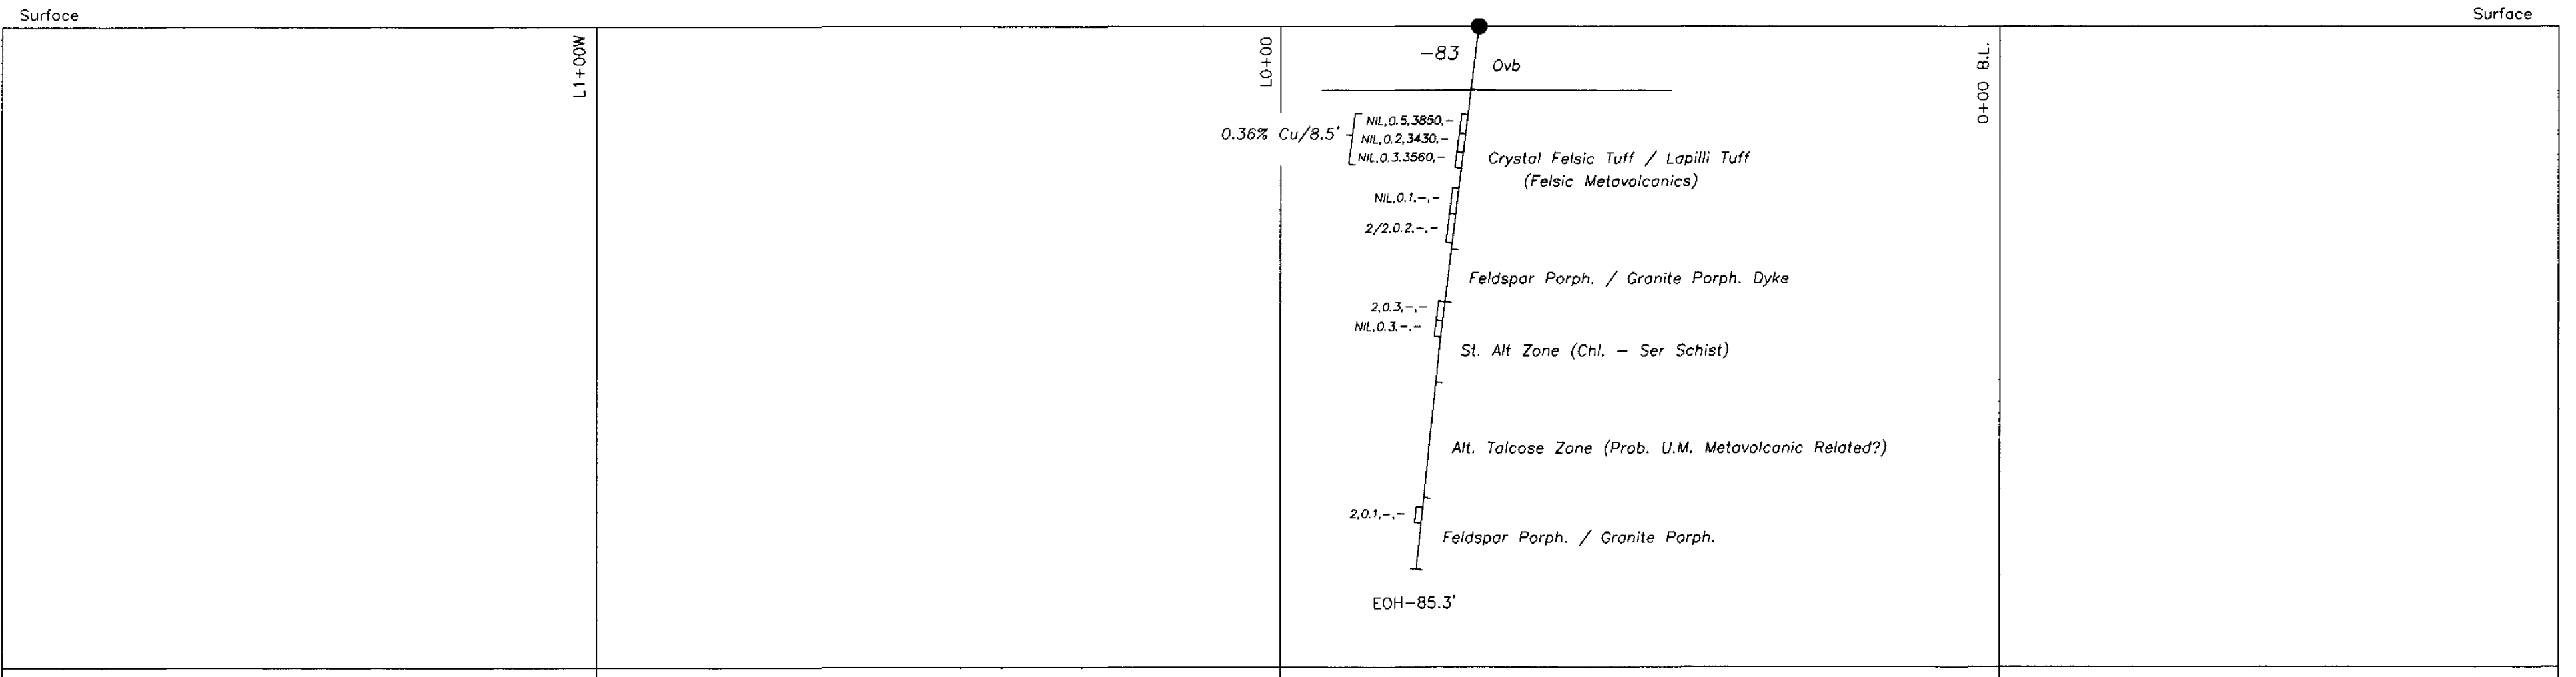 Surface
Surface
L1+00W
L0+00
0+00 B.L.
-83
Ovb
0.36% Cu/8.5'
NIL,0.5,3850,-
NIL,0.2,3430,-
NIL,0.3,3560,-
Crystal Felsic Tuff / Lapilli Tuff
(Felsic Metavolcanics)
NIL,0.1,-,-
2/2,0.2,-,-
Feldspar Porph. / Granite Porph. Dyke
2,0.3,-,-
NIL,0.3,-,-
St. Alt Zone (Chl. - Ser Schist)
Alt. Talcose Zone (Prob. U.M. Metavolcanic Related?)
2,0.1,-,-
Feldspar Porph. / Granite Porph.
EOH-85.3'